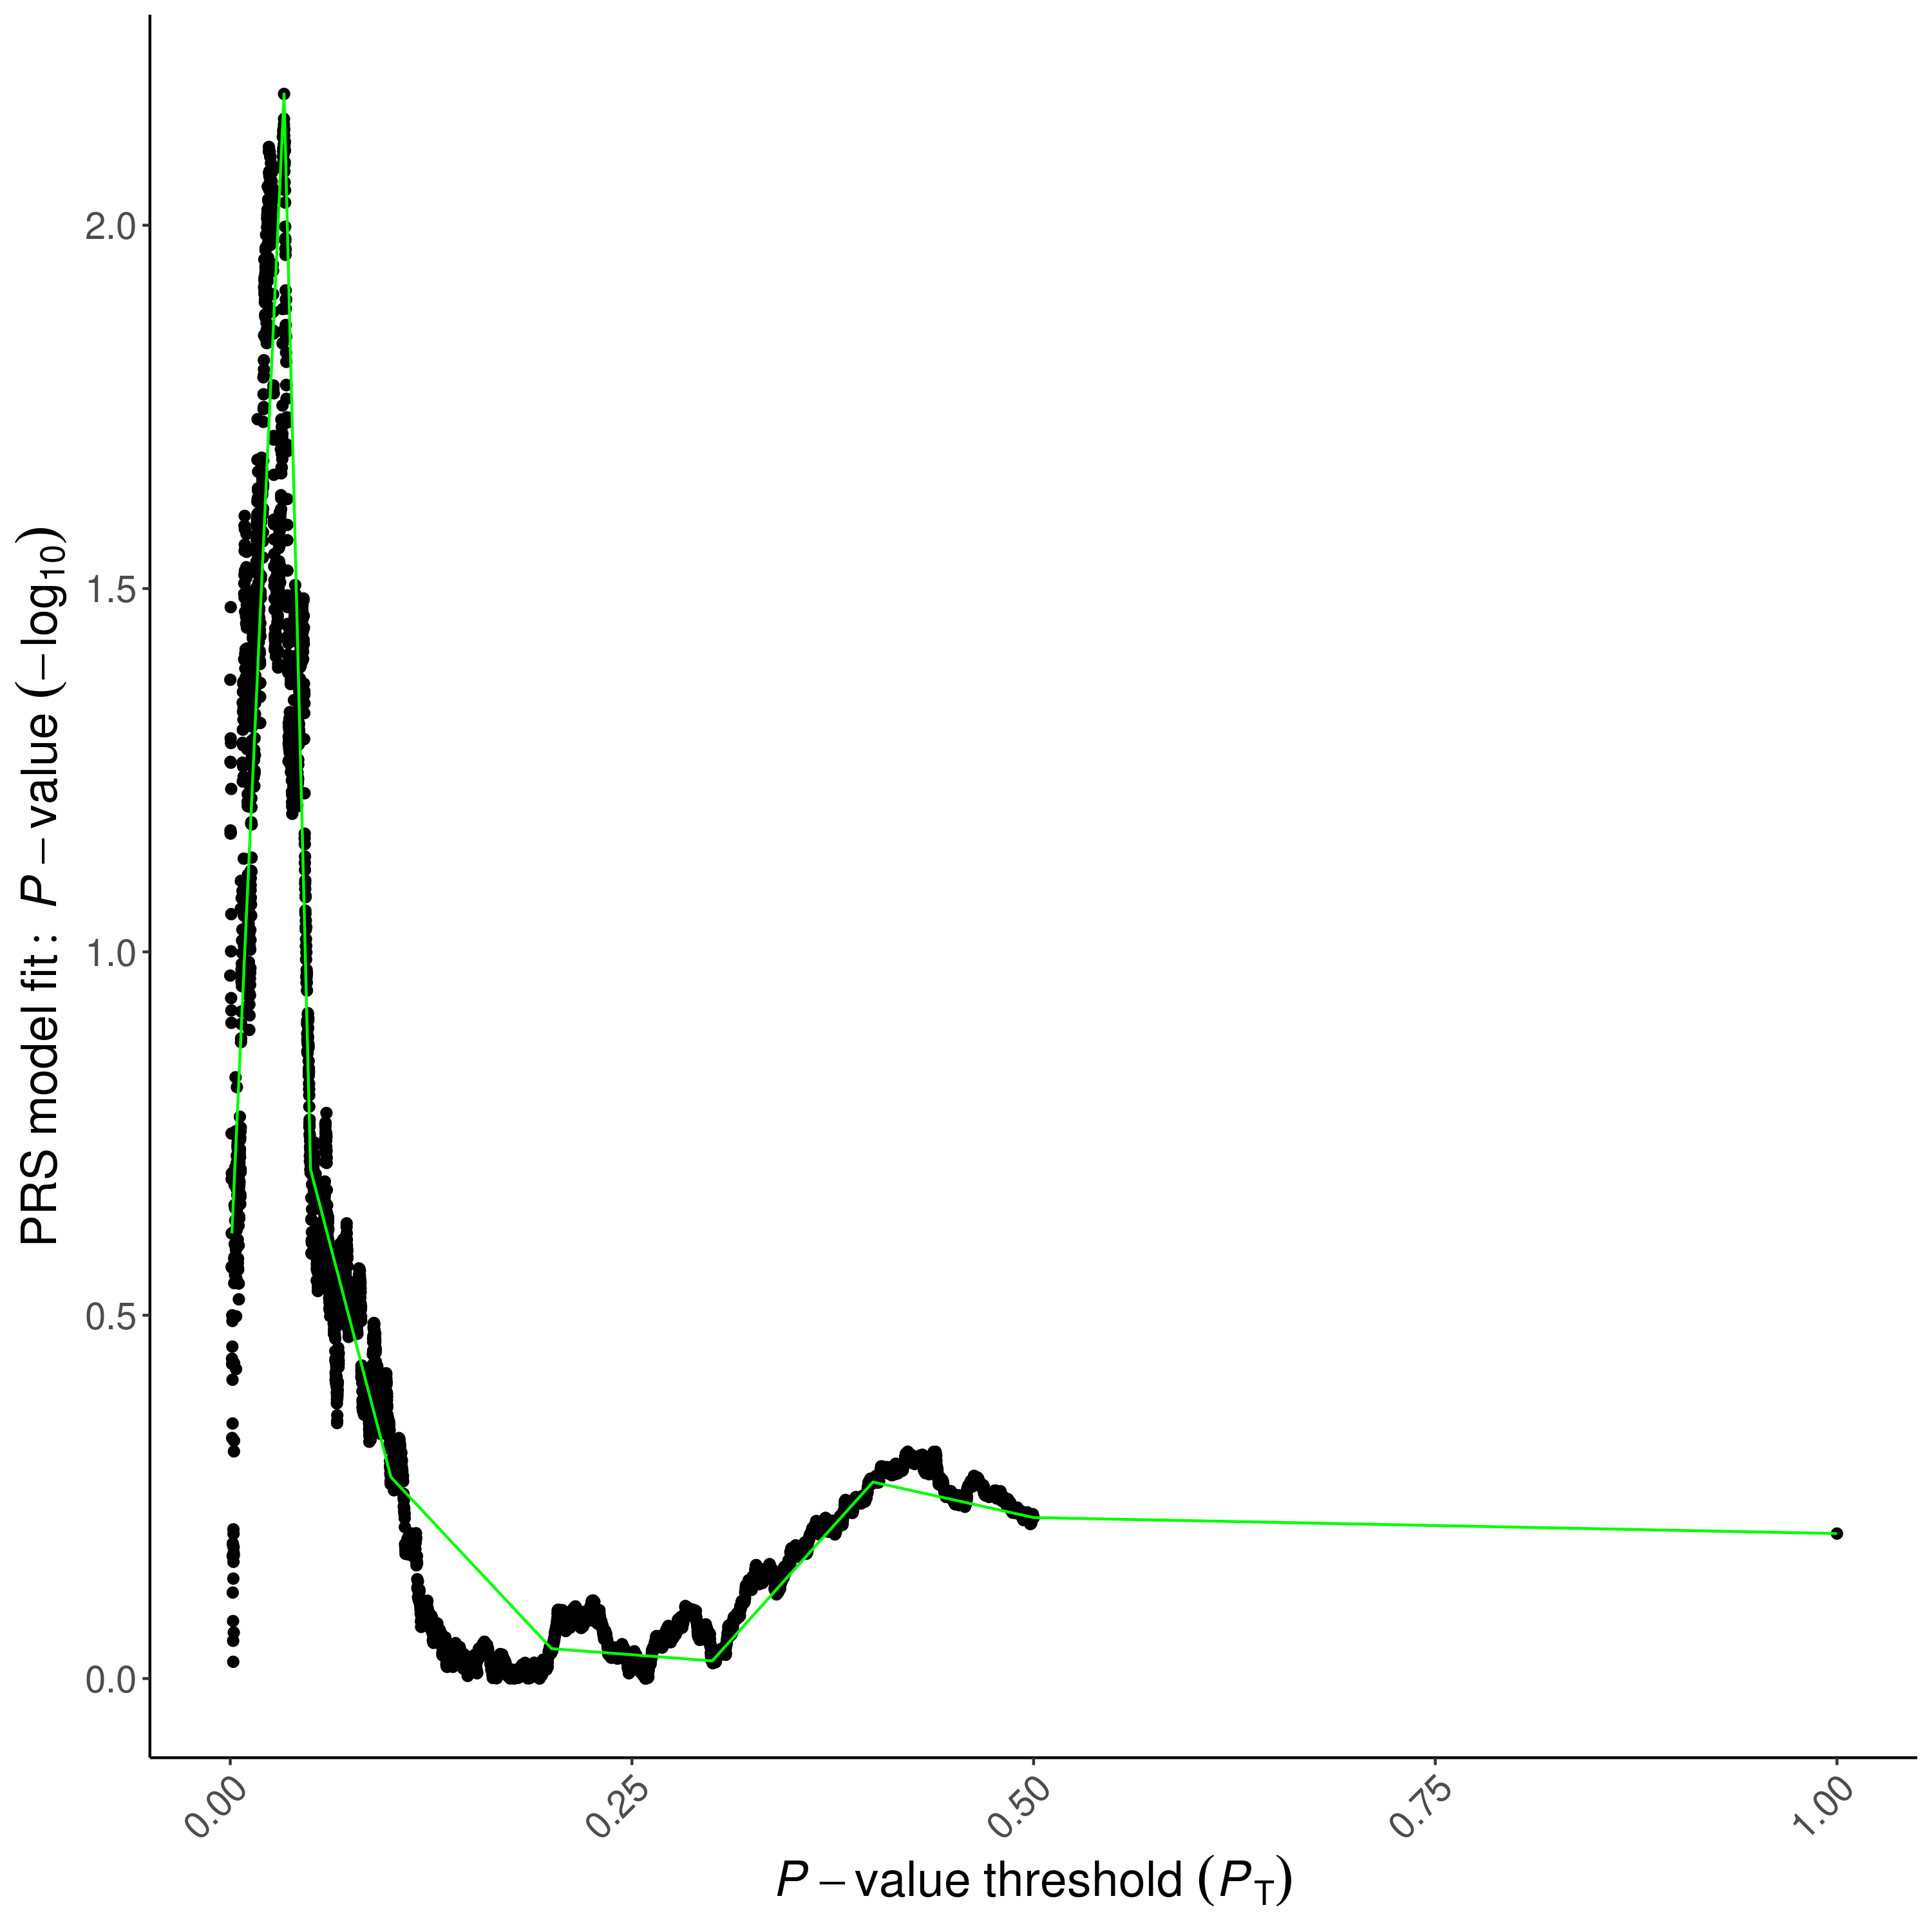 PRS model fit: P – value (–log10)
2.0
1.5
1.0
0.5
0.0
0.00 0.25 0.50 0.75 1.00
P – value threshold (PT)